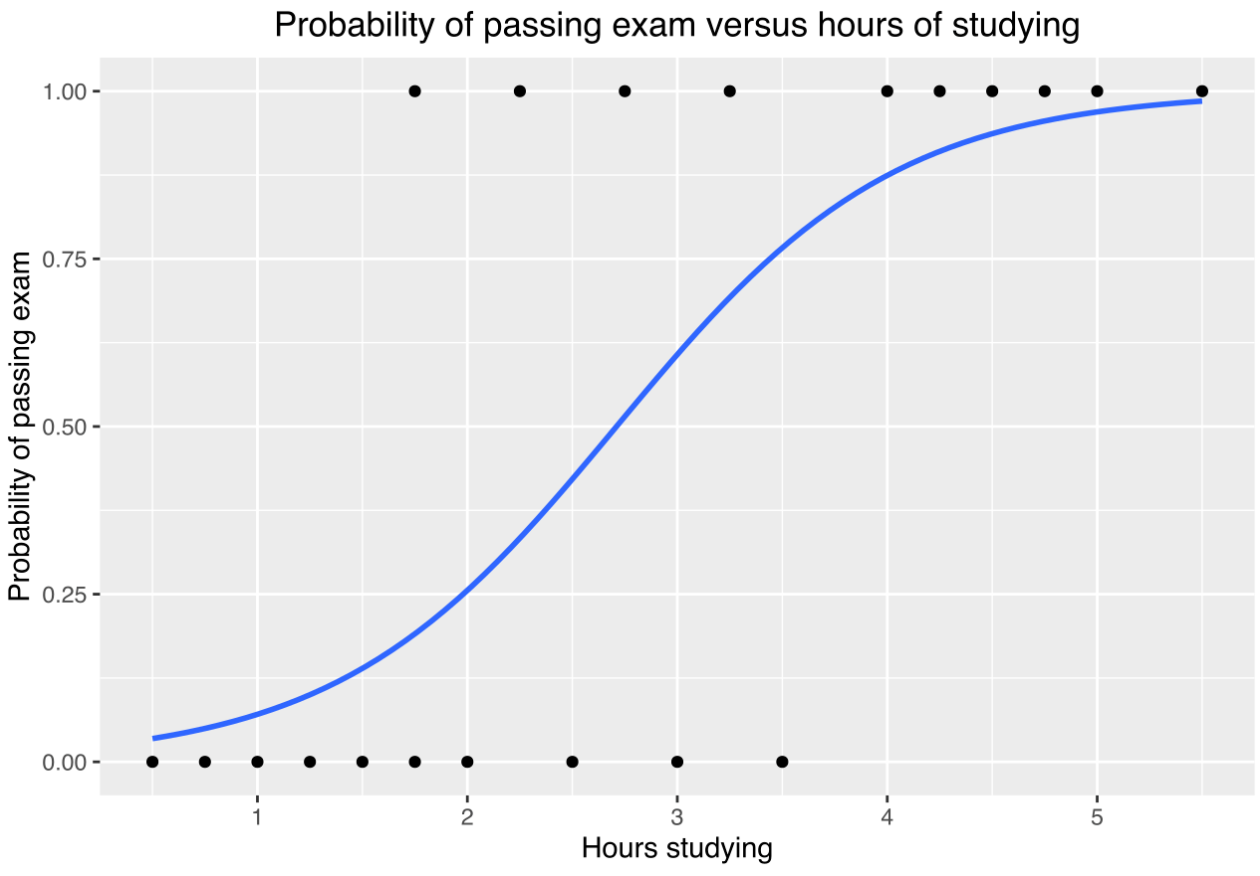 Probability of passing exam versus hours of studying
Probability of passing exam
1.00
0.75
0.50
0.25
0.00
1 2 3 4 5
Hours studying